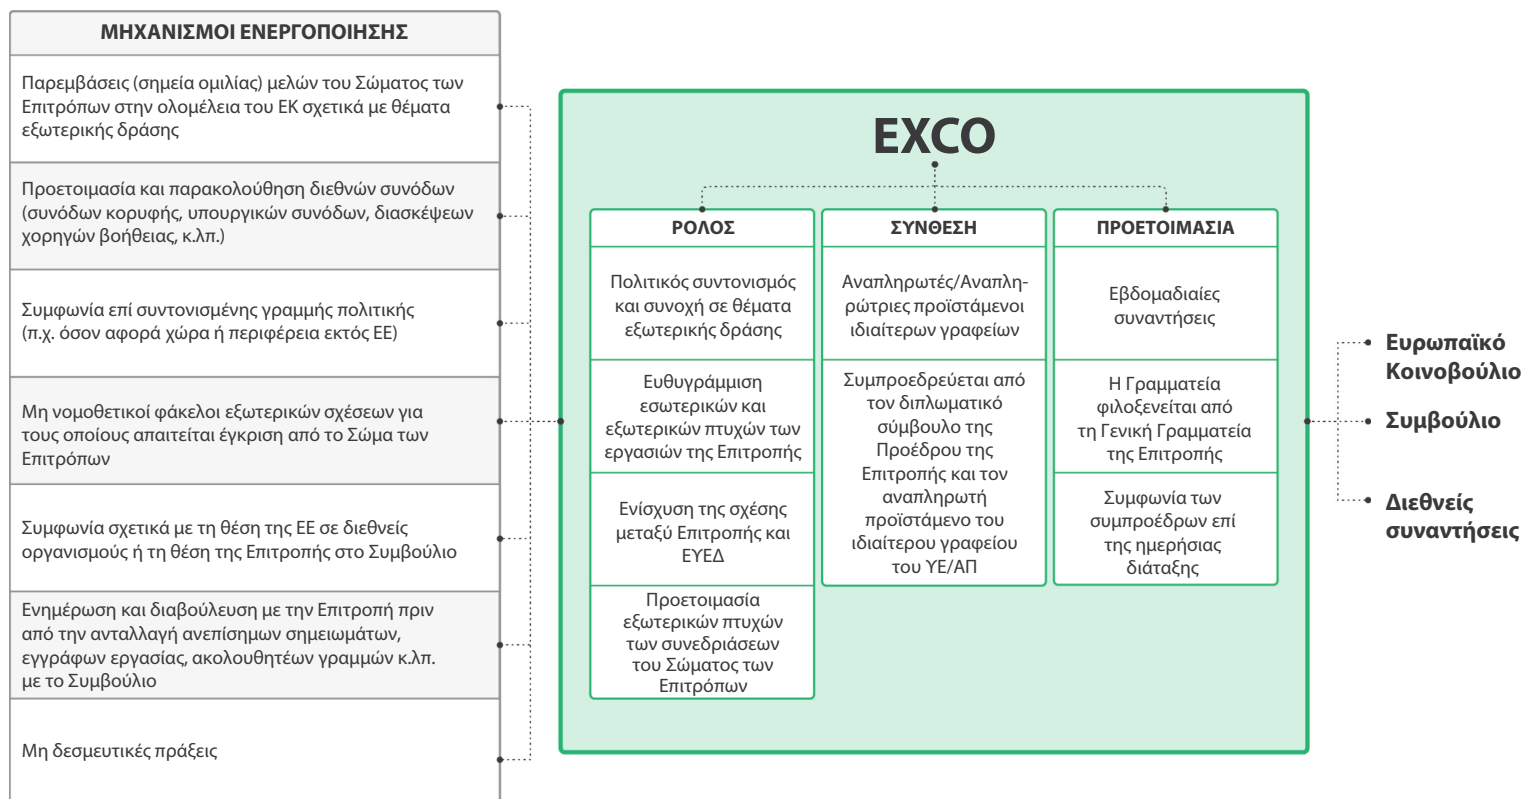 ΜΗΧΑΝΙΣΜΟΙ ΕΝΕΡΓΟΠΟΙΗΣΗΣ
Παρεμβάσεις (σημεία ομιλίας) μελών του Σώματος των
Επιτρόπων στην ολομέλεια του ΕΚ σχετικά με θέματα
εξωτερικής δράσης
Προετοιμασία και παρακολούθηση διεθνών συνόδων
(συνόδων κορυφής, υπουργικών συνόδων, διασκέψεων
χορηγών βοήθειας, κ.λπ.)
Συμφωνία επί συντονισμένης γραμμής πολιτικής
(π.χ. όσον αφορά χώρα ή περιφέρεια εκτός ΕΕ)
Μη νομοθετικοί φάκελοι εξωτερικών σχέσεων για
τους οποίους απαιτείται έγκριση από το Σώμα των
Επιτρόπων
Συμφωνία σχετικά με τη θέση της ΕΕ σε διεθνείς
οργανισμούς ή τη θέση της Επιτροπής στο Συμβούλιο
Ενημέρωση και διαβούλευση με την Επιτροπή πριν
από την ανταλλαγή ανεπίσημων σημειωμάτων,
εγγράφων εργασίας, ακολουθητέων γραμμών κ.λπ.
με το Συμβούλιο
Μη δεσμευτικές πράξεις
EXCO
ΡΟΛΟΣ
Πολιτικός συντονισμός
και συνοχή σε θέματα
εξωτερικής δράσης
Ευθυγράμμιση
εσωτερικών και
εξωτερικών πτυχών των
εργασιών της Επιτροπής
Ενίσχυση της σχέσης
μεταξύ Επιτροπής και
ΕΥΕΔ
Προετοιμασία
εξωτερικών πτυχών
των συνεδριάσεων
του Σώματος των
Επιτρόπων
ΣΥΝΘΕΣΗ
Αναπληρωτές/Αναπλη-
ρώτριες προϊστάμενοι
ιδιαίτερων γραφείων
Συμπροεδρεύεται από
τον διπλωματικό
σύμβουλο της
Προέδρου της
Επιτροπής και τον
αναπληρωτή
προϊστάμενο του
ιδιαίτερου γραφείου
του ΥΕ/ΑΠ
ΠΡΟΕΤΟΙΜΑΣΙΑ
Εβδομαδιαίες
συναντήσεις
Η Γραμματεία
φιλοξενείται από
τη Γενική Γραμματεία
της Επιτροπής
Συμφωνία των
συμπροέδρων επί
της ημερήσιας
διάταξης
Ευρωπαϊκό
Κοινοβούλιο
Συμβούλιο
Διεθνείς
συναντήσεις